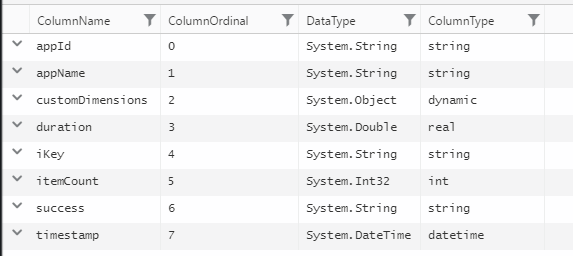 ColumnName ColumnOrdinal DataType ColumnType
appId 0 System.String string
appName 1 System.String string
customDimensions 2 System.Object dynamic
duration 3 System.Double real
iKey 4 System.String string
itemCount 5 System.Int32 int
success 6 System.String string
timestamp 7 System.DateTime datetime